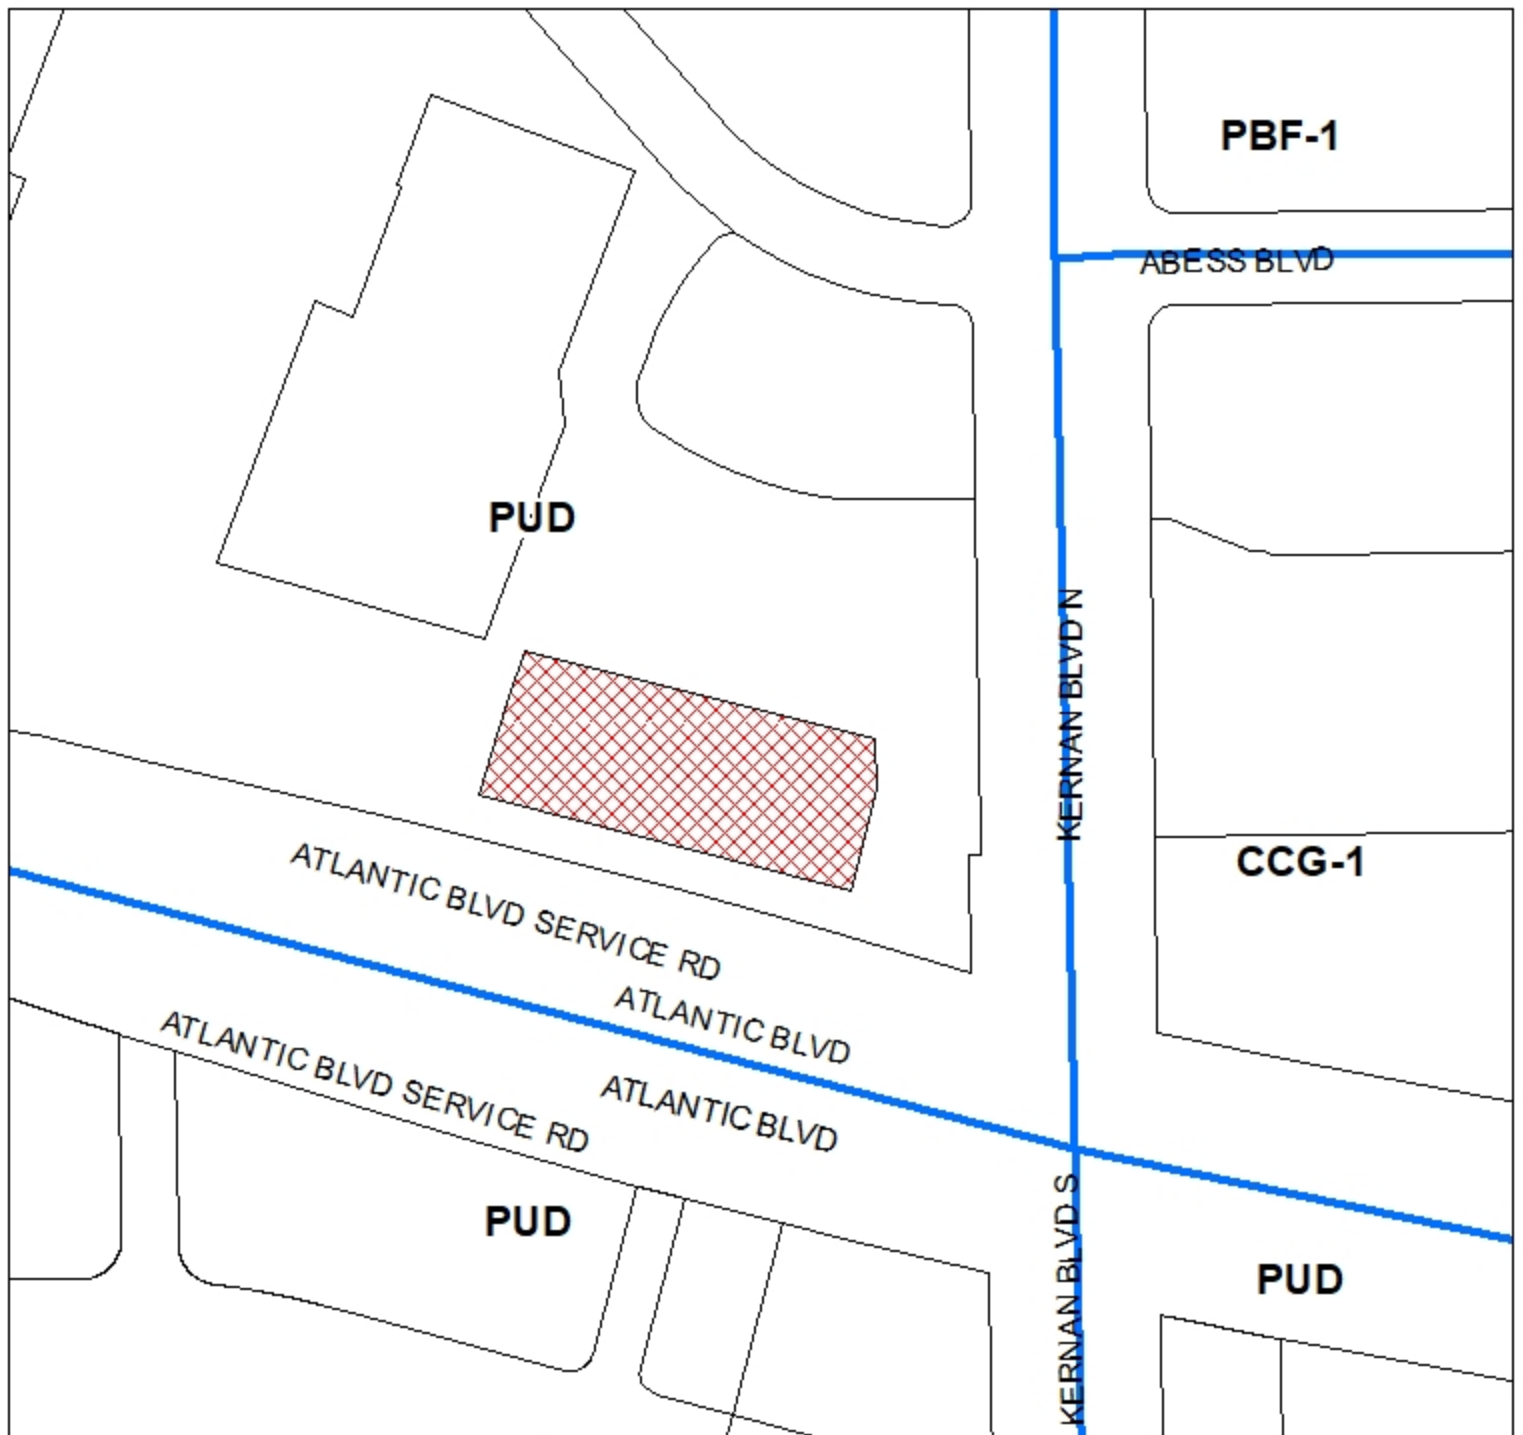 PBF-1
ABESS BLVD
PUD
KERNAN BLVD N
CCG-1
ATLANTIC BLVD SERVICE RD
ATLANTIC BLVD
ATLANTIC BLVD SERVICE RD
ATLANTIC BLVD
PUD
KERNAN BLVD S
PUD